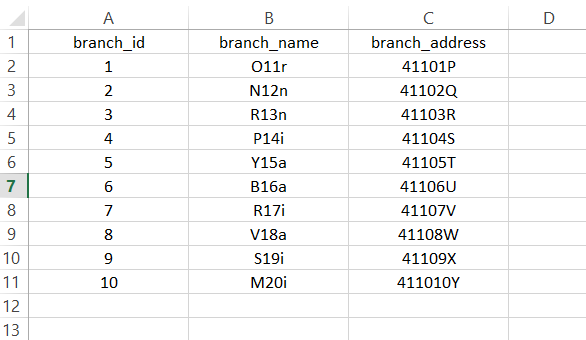 A B C D
1 branch_id branch_name branch_address
2 1 O11r 41101P
3 2 N12n 41102Q
4 3 R13n 41103R
5 4 P14i 41104S
6 5 Y15a 41105T
7 6 B16a 41106U
8 7 R17i 41107V
9 8 V18a 41108W
10 9 S19i 41109X
11 10 M20i 411010Y
12
13